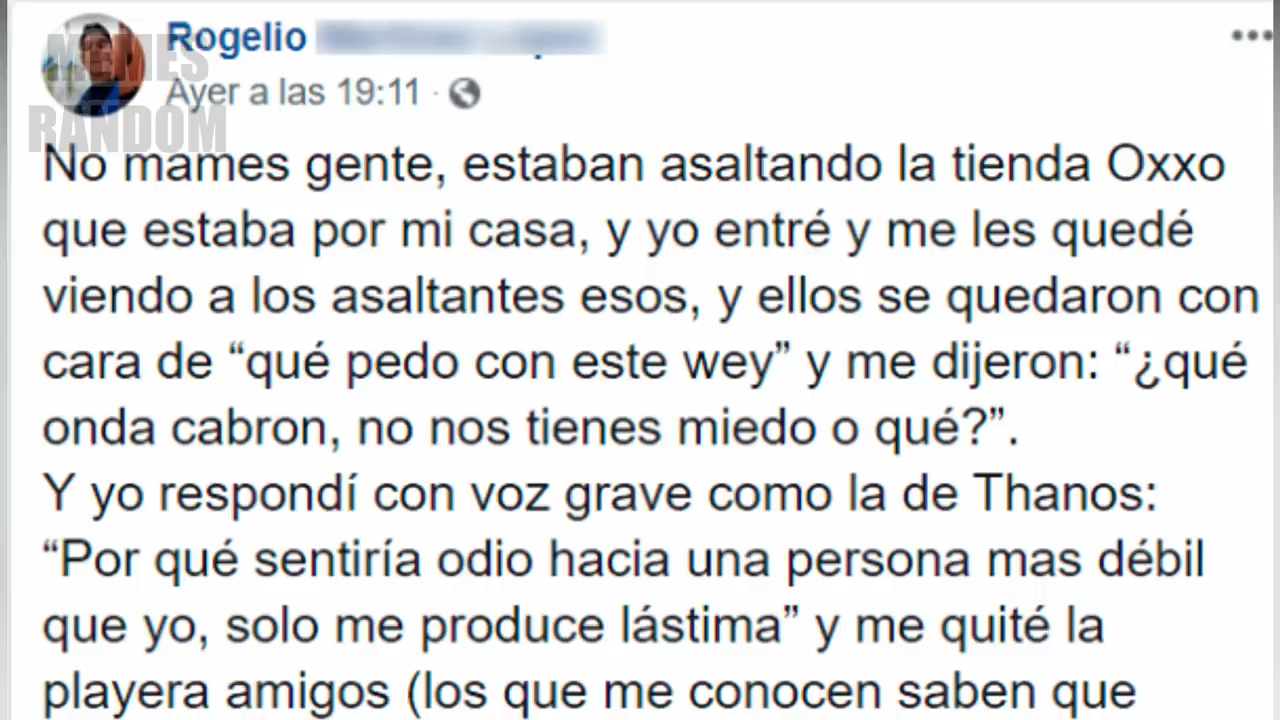 Rogelio
MEMES
Ayer a las 19:11
RANDOM
No mames gente, estaban asaltando la tienda Oxxo
que estaba por mi casa, y yo entré y me les quedé
viendo a los asaltantes esos, y ellos se quedaron con
cara de “qué pedo con este wey” y me dijeron: “¿qué
onda cabron, no nos tienes miedo o qué?”.
Y yo respondí con voz grave como la de Thanos:
“Por qué sentiría odio hacia una persona mas débil
que yo, solo me produce lástima” y me quité la
playera amigos (los que me conocen saben que